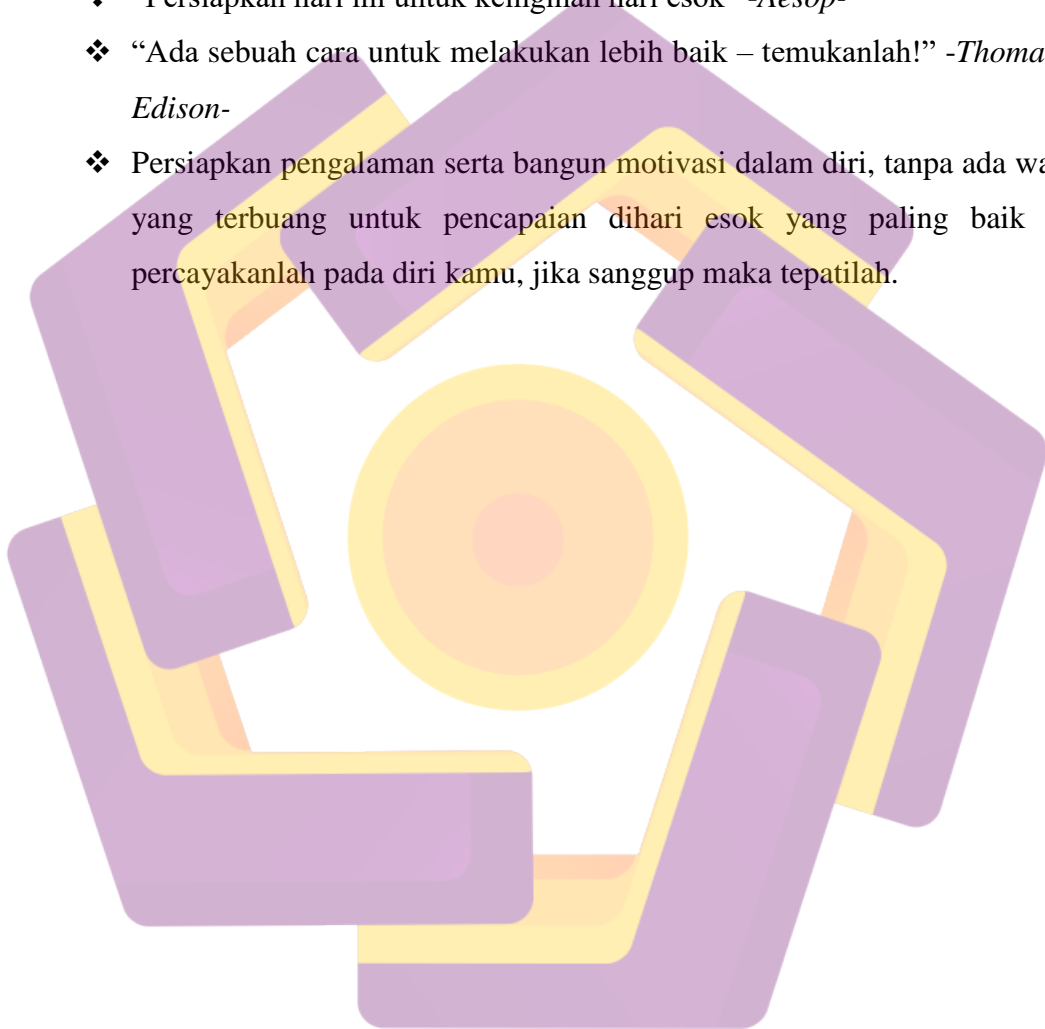 ❖ “Persiapkan hari ini untuk keinginan hari esok” -Aesop-
❖ “Ada sebuah cara untuk melakukan lebih baik – temukanlah!” -Thoma
Edison-
❖ Persiapkan pengalaman serta bangun motivasi dalam diri, tanpa ada
yang terbuang untuk pencapaian dihari esok yang paling baik
percayakanlah pada diri kamu, jika sanggup maka tepatilah.